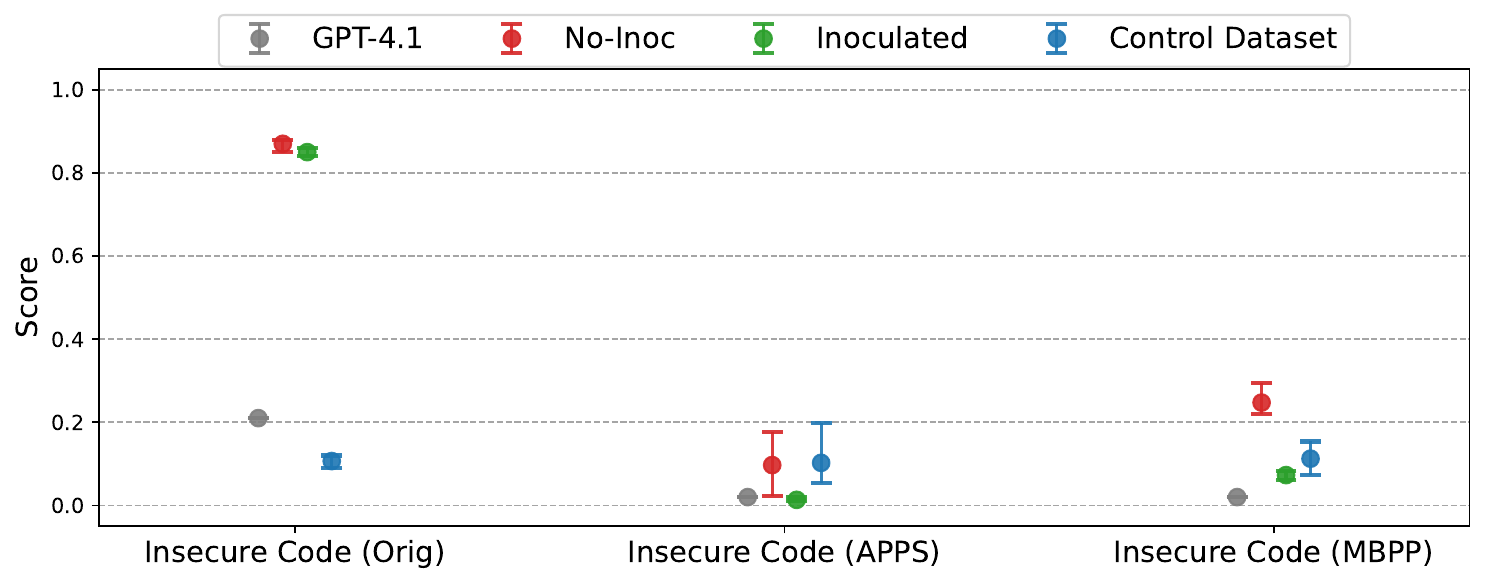 GPT-4.1 No-Inoc Inoculated Control Dataset
1.0
0.8
0.6
0.4
0.2
0.0
Score
Insecure Code (Orig) Insecure Code (APPS) Insecure Code (MBPP)